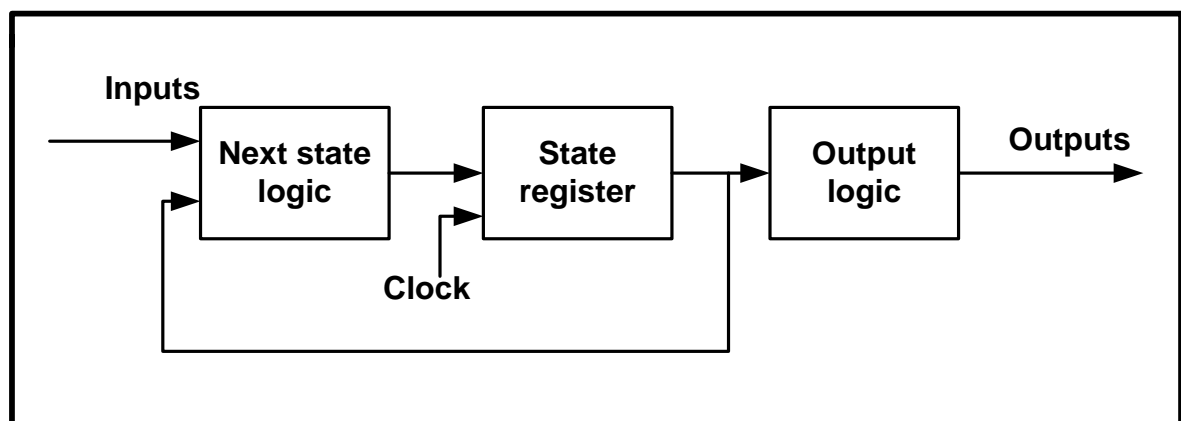 Inputs
Next state
logic
State
register
Output
logic
Outputs
Clock